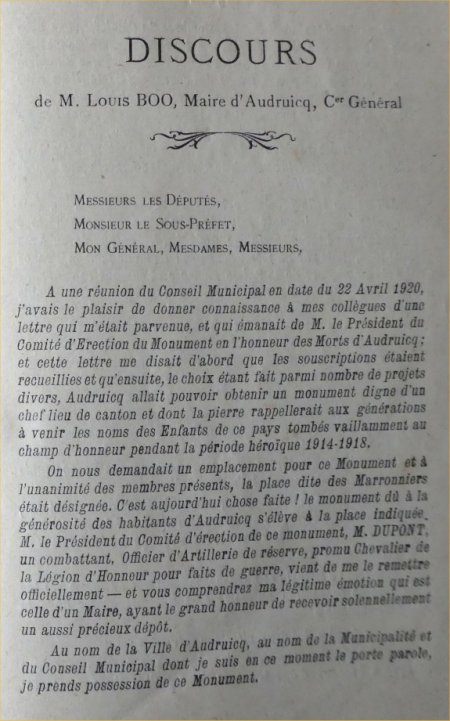 DISCOURS
de M. Louis BOO, Maire d'Audruicq, Cer Général
Messieurs les Députés,
Monsieur le Sous-Préfet,
Mon Général, Mesdames, Messieurs,
A une réunion du Conseil Municipal en date du 22 Avril 1920,
j'avais le plaisir de donner connaissance à mes collègues d'une
lettre qui m'était parvenue, et qui émanait de M. le Président du
Comité d'Erection du Monument en l'honneur des Morts d'Audruicq;
et cette lettre me disait d'abord que les souscriptions étaient
recueillies et qu'ensuite, le choix étant fait parmi nombre de projets
divers, Audruicq allait pouvoir obtenir un monument digne d'un
chef lieu de canton et dont la pierre rappellerait aux générations
à venir les noms des Enfants de ce pays tombés vaillamment au
champ d'honneur pendant la période héroïque 1914-1918.
On nous demandait un emplacement pour ce Monument et à
l'unanimité des membres présents, la place dite des Marronniers
était désignée. C'est aujourd'hui chose faite ! le monument dû à la
générosité des habitants d'Audruicq s'élève à la place indiquée.
M. le Président du Comité d'érection de ce monument, M. DUPONT,
un combattant, Officier d'Artillerie de réserve, promu Chevalier de
la Légion d'Honneur pour faits de guerre, vient de me le remettre
officiellement — et vous comprendrez ma légitime émotion qui est
celle d'un Maire, ayant le grand honneur de recevoir solennellement
un aussi précieux dépôt.
Au nom de la Ville d'Audruicq, au nom de la Municipalité et
du Conseil Municipal dont je suis en ce moment le porte parole,
je prends possession de ce Monument.